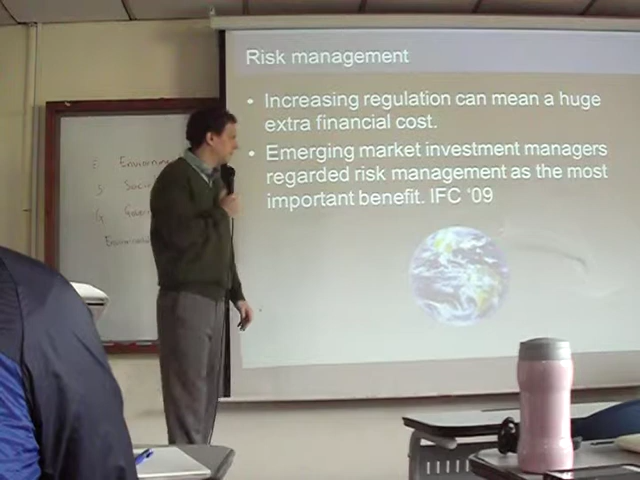 Risk management
• Increasing regulation can mean a huge
extra financial cost.
• Emerging market investment managers
regarded risk management as the most
important benefit. IFC ‘09
E
S
G